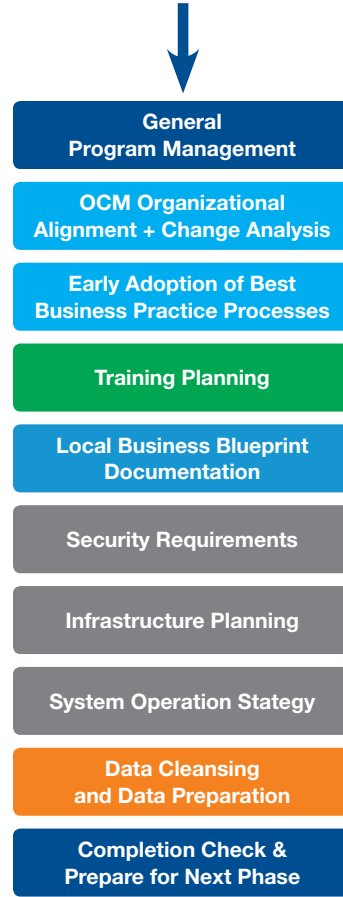 General
Program Management
OCM Organizational
Alignment + Change Analysis
Early Adoption of Best
Business Practice Processes
Training Planning
Local Business Blueprint
Documentation
Security Requirements
Infrastructure Planning
System Operation Stategy
Data Cleansing
and Data Preparation
Completion Check &
Prepare for Next Phase